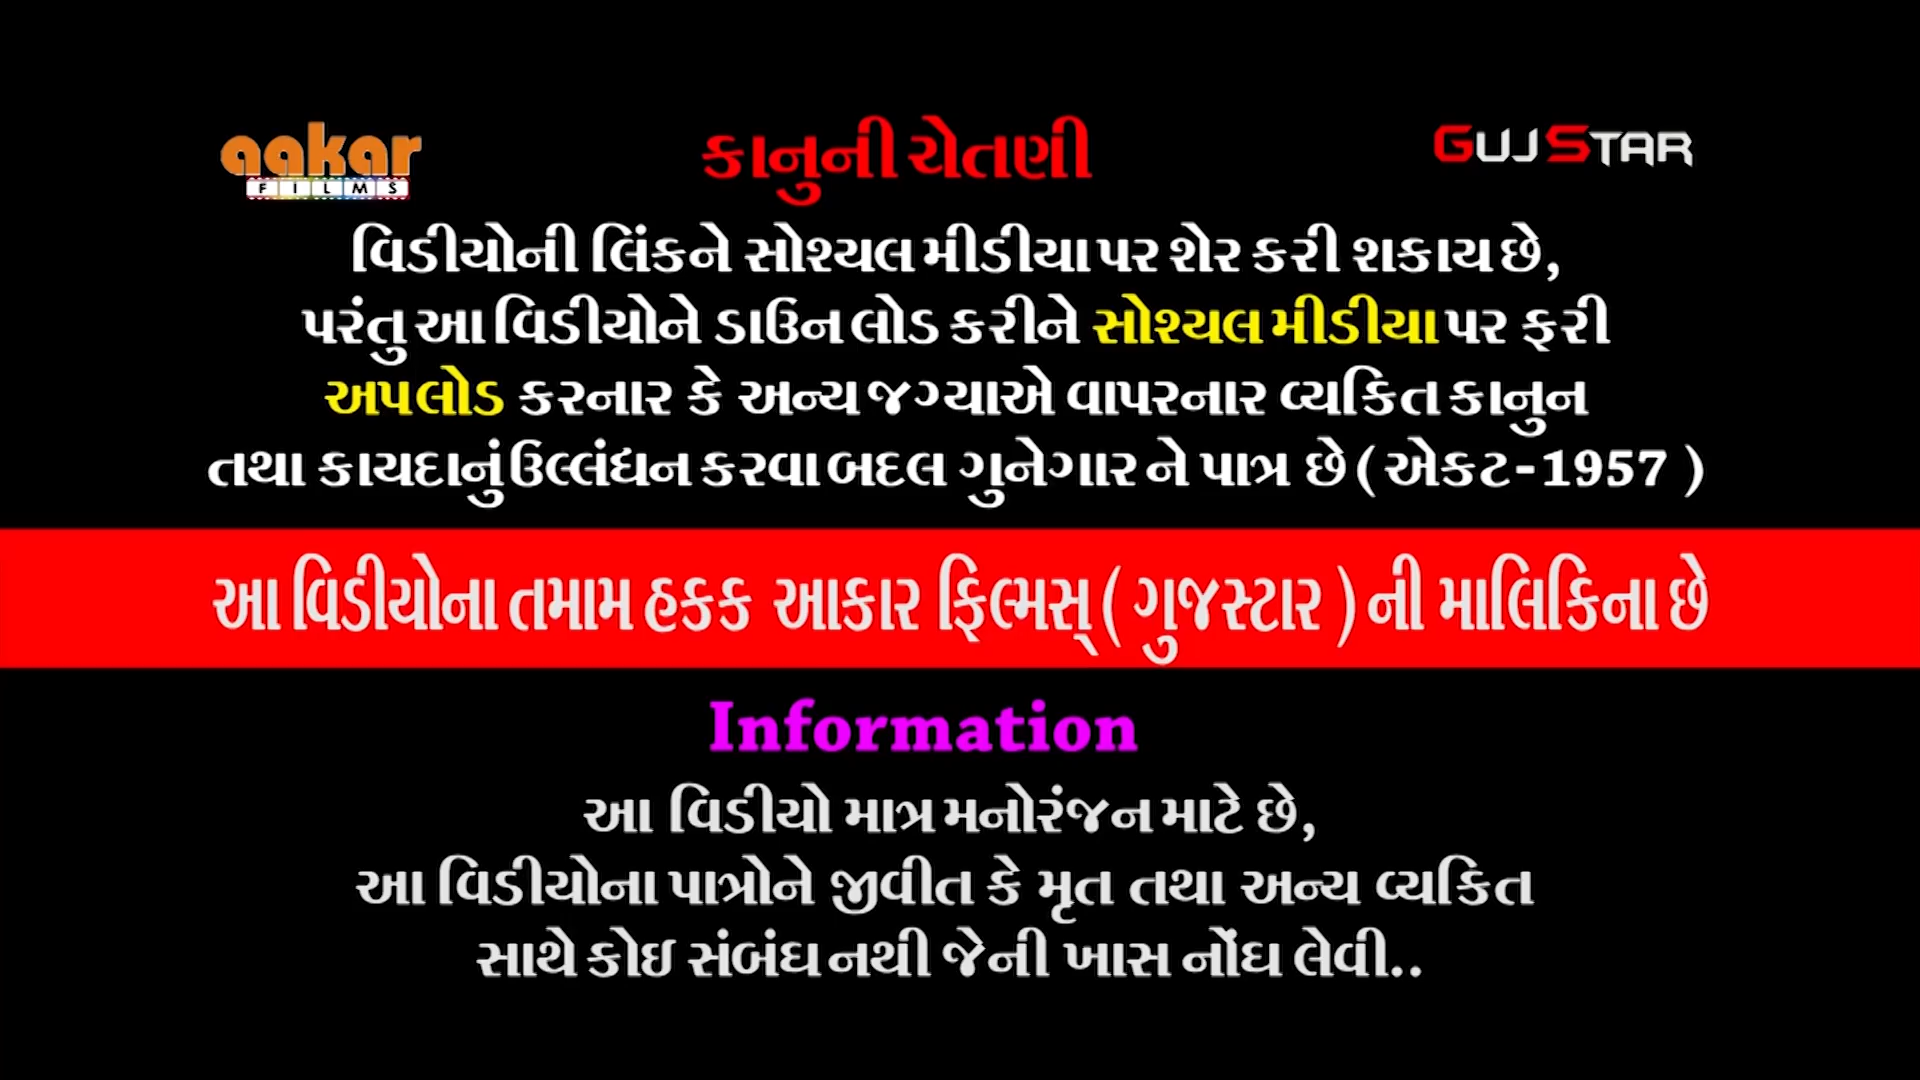 aakar
FILMS
કાનુની ચેતણી
GUJSTAR
વિડીયોની લિંકને સોશ્યલ મીડીયા પર શેર કરી શકાય છે,
પરંતુ આ વિડીયોને ડાઉન લોડ કરીને સોશ્યલ મીડીયા પર ફરી
અપલોડ કરનાર કે અન્ય જગ્યાએ વાપરનાર વ્યકિત કાનુન
તથા કાયદાનું ઉલ્લંઘન કરવા બદલ ગુનેગાર ને પાત્ર છે ( એકટ-1957 )
આ વિડીયોના તમામ હકક આકાર ફિલ્મસ્ ( ગુજસ્ટાર ) ની માલિકિના છે
Information
આ વિડીયો માત્ર મનોરંજન માટે છે,
આ વિડીયોના પાત્રોને જીવીત કે મૃત તથા અન્ય વ્યકિત
સાથે કોઇ સંબંઘ નથી જેની ખાસ નોંઘ લેવી..